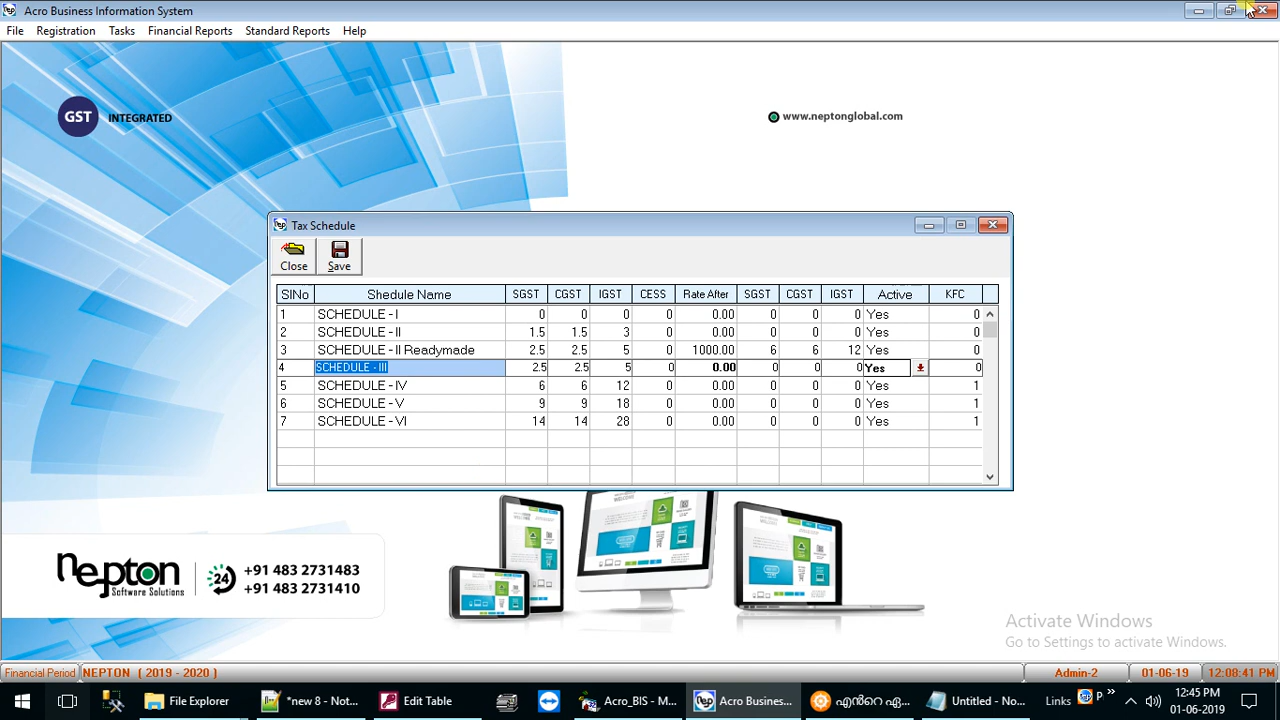 Acro Business Information System
File Registration Tasks Financial Reports Standard Reports Help
GST INTEGRATED
www.neptonglobal.com
Tax Schedule
Close Save
SlNo Shedule Name SGST CGST IGST CESS Rate After SGST CGST IGST Active KFC
1 SCHEDULE - I 0 0 0 0 0.00 0 0 0 Yes 0
2 SCHEDULE - II 1.5 1.5 3 0 0.00 0 0 0 Yes 0
3 SCHEDULE - II Readymade 2.5 2.5 5 0 1000.00 6 6 12 Yes 0
4 SCHEDULE - III 2.5 2.5 5 0 0.00 0 0 0 Yes 0
5 SCHEDULE - IV 6 6 12 0 0.00 0 0 0 Yes 1
6 SCHEDULE - V 9 9 18 0 0.00 0 0 0 Yes 1
7 SCHEDULE - VI 14 14 28 0 0.00 0 0 0 Yes 1
nepton
Software Solutions
24
+91 483 2731483
+91 483 2731410
Activate Windows
Go to Settings to activate Windows.
Financial Period NEPTON ( 2019 - 2020 ) Admin-2 01-06-19 12:08:41 PM
File Explorer *new 8 - Not... Edit Table Acro_BIS - M... Acro Busines... എൻറെ ഏ... Untitled - No... Links P.. »
12:45 PM
01-06-2019